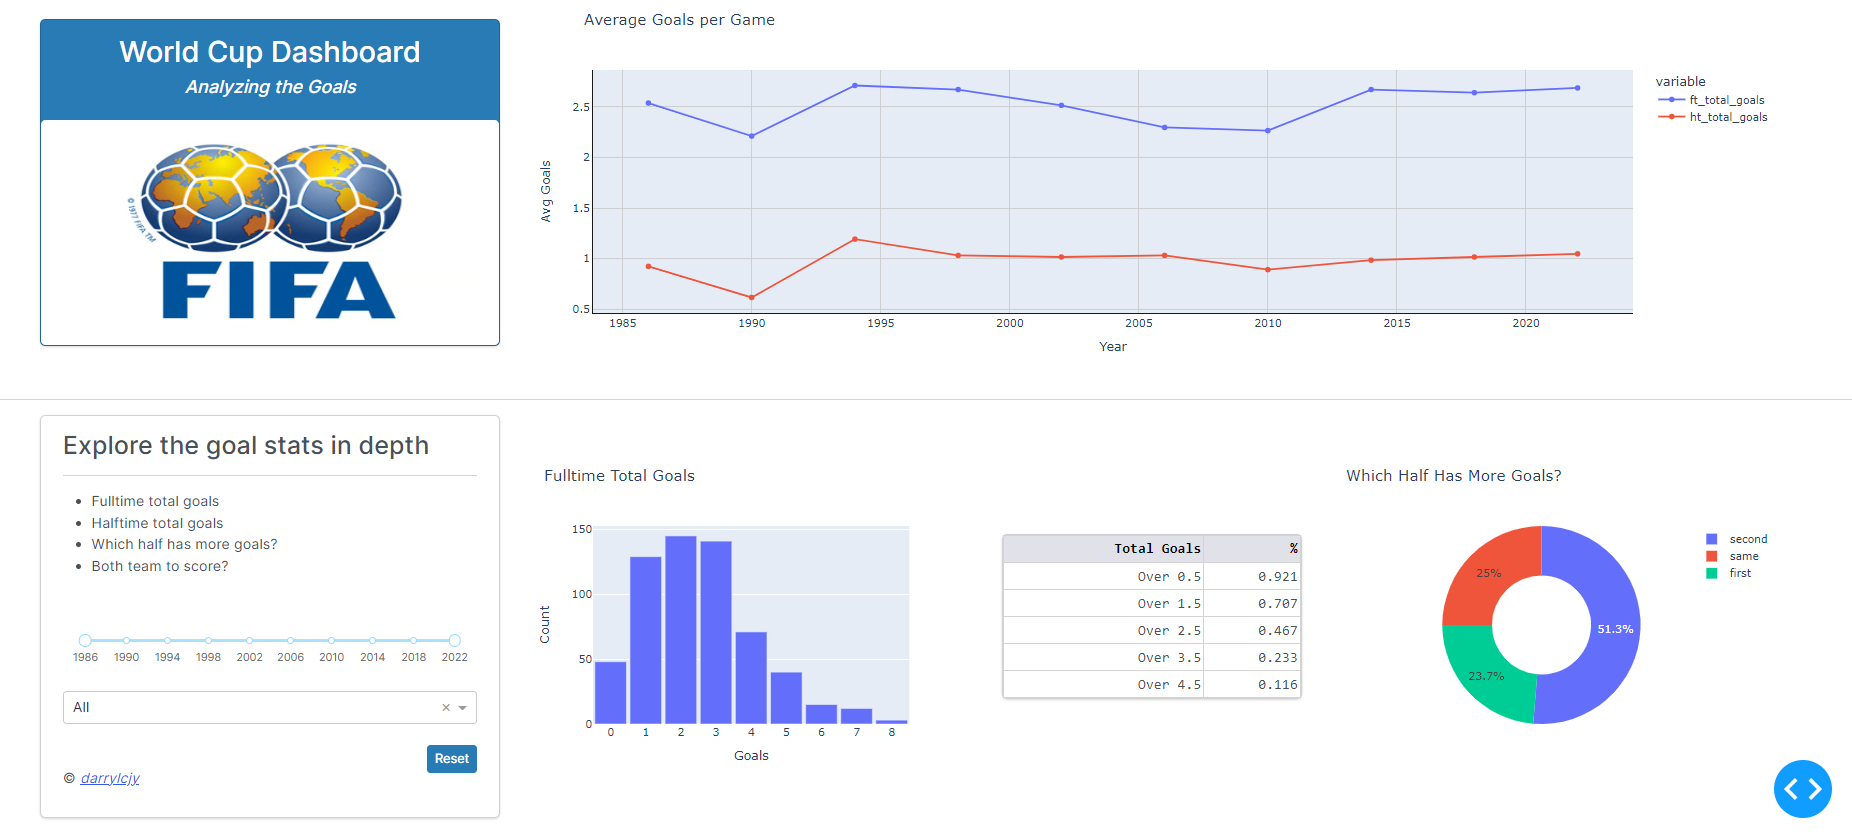 World Cup Dashboard
Analyzing the Goals
© 1977 FIFA TM
FIFA
Average Goals per Game
Avg Goals
2.5
2
1.5
1
0.5
1985 1990 1995 2000 2005 2010 2015 2020
Year
variable
ft_total_goals
ht_total_goals
Explore the goal stats in depth
Fulltime total goals
Halftime total goals
Which half has more goals?
Both team to score?
1986 1990 1994 1998 2002 2006 2010 2014 2018 2022
All
Reset
© darrylcjy
Fulltime Total Goals
Count
150
100
50
0
0 1 2 3 4 5 6 7 8
Goals
Total Goals %
Over 0.5 0.921
Over 1.5 0.707
Over 2.5 0.467
Over 3.5 0.233
Over 4.5 0.116
Which Half Has More Goals?
25%
51.3%
23.7%
second
same
first